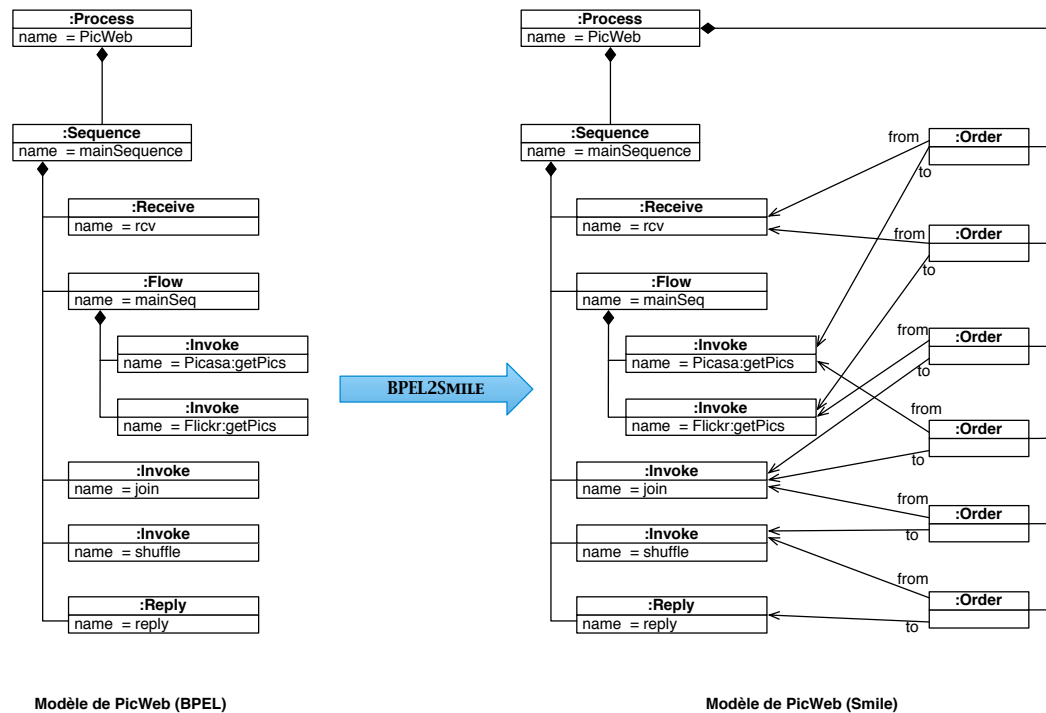 :Process
name = PicWeb
:Sequence
name = mainSequence
:Receive
name = rcv
:Flow
name = mainSeq
:Invoke
name = Picasa:getPics
:Invoke
name = Flickr:getPics
:Invoke
name = join
:Invoke
name = shuffle
:Reply
name = reply
Modèle de PicWeb (BPEL)
BPEL2SMILE
:Process
name = PicWeb
:Sequence
name = mainSequence
:Receive
name = rcv
:Flow
name = mainSeq
:Invoke
name = Picasa:getPics
:Invoke
name = Flickr:getPics
:Invoke
name = join
:Invoke
name = shuffle
:Reply
name = reply
from
:Order
to
from
:Order
to
from
:Order
to
from
:Order
to
from
:Order
to
from
:Order
to
Modèle de PicWeb (Smile)